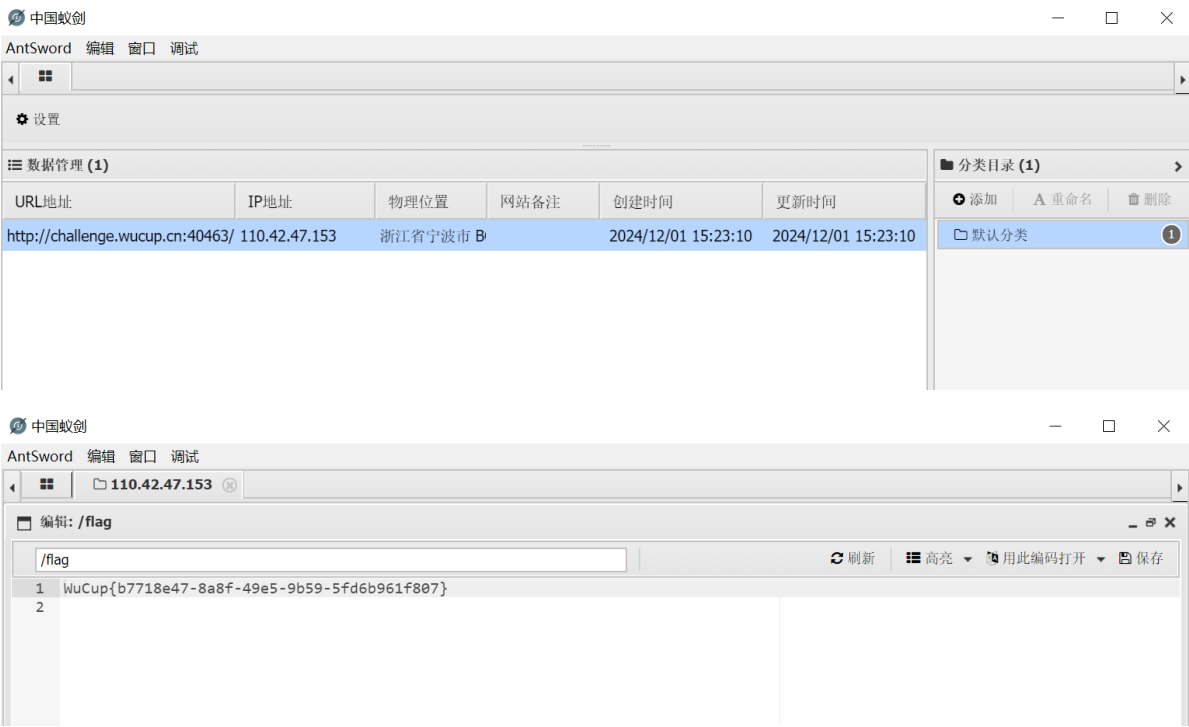 中国蚁剑
AntSword 编辑 窗口 调试
设置
数据管理 (1)
分类目录 (1)
URL地址 IP地址 物理位置 网站备注 创建时间 更新时间
添加 重命名 删除
http://challenge.wucup.cn:40463/ 110.42.47.153 浙江省宁波市 2024/12/01 15:23:10 2024/12/01 15:23:10
默认分类 1
中国蚁剑
AntSword 编辑 窗口 调试
110.42.47.153
编辑: /flag
/flag 刷新 高亮 用此编码打开 保存
1 WuCup{b7718e47-8a8f-49e5-9b59-5fd6b961f807}
2